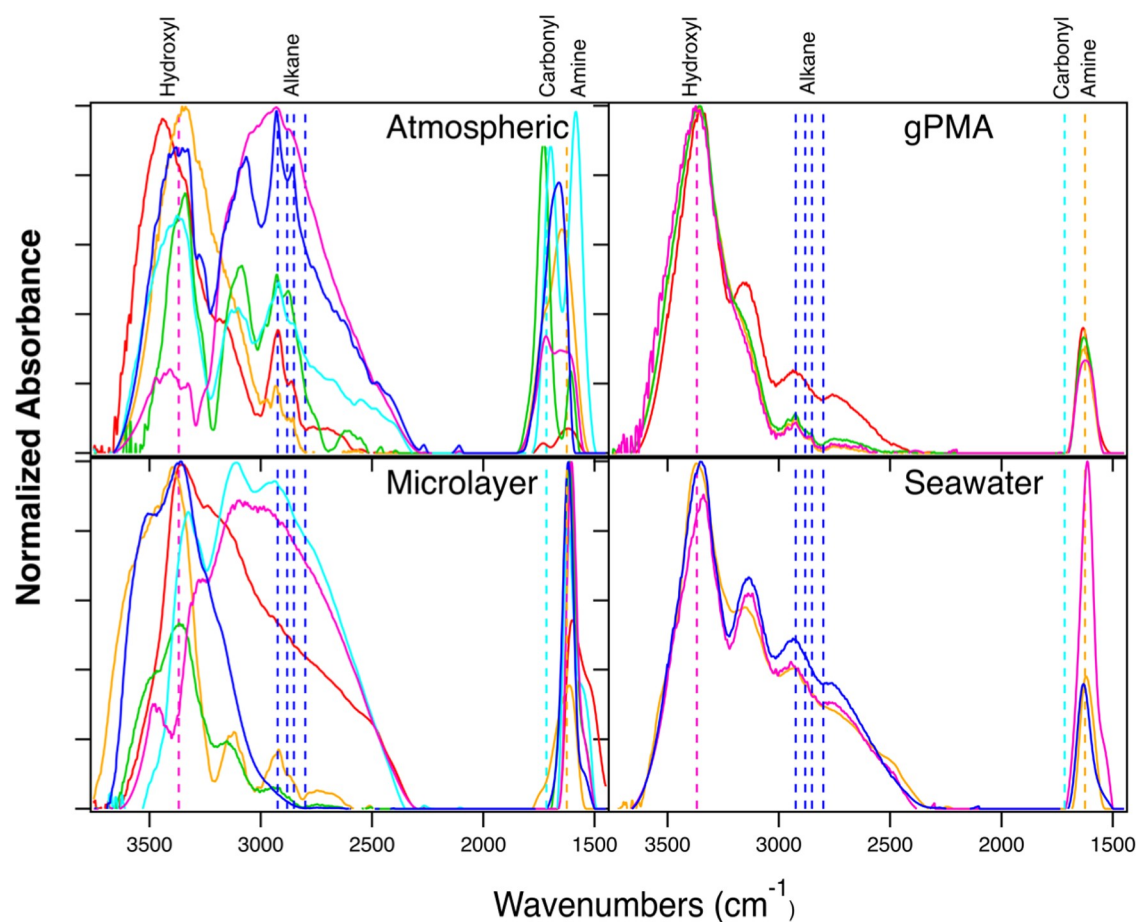 Hydroxyl Alkane Carbonyl Amine Hydroxyl Alkane Carbonyl Amine
Atmospheric gPMA
Normalized Absorbance
Microlayer Seawater
3500 3000 2500 2000 1500 3500 3000 2500 2000 1500
Wavenumbers (cm-1)